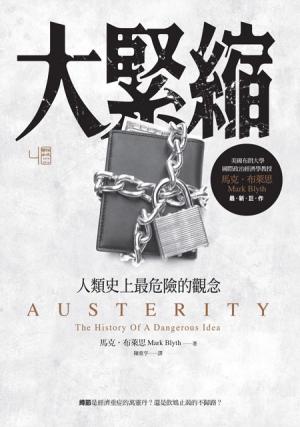 大緊縮
美國布朗大學
國際政治經濟學教授
馬克·布萊思
Mark Blyth
最·新·巨·作
人類史上最危險的觀念
AUSTERITY
The History Of A Dangerous Idea
馬克·布萊思 Mark Blyth——著
陳重亨——譯
撙節是經濟重症的萬靈丹？還是飲鴆止渴的不歸路？